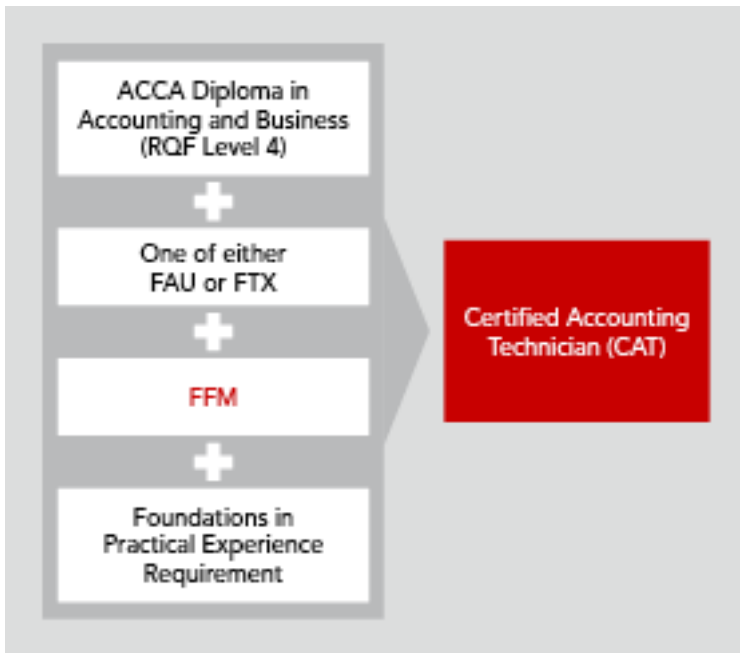 ACCA Diploma in
Accounting and Business
(RQF Level 4)
One of either
FAU or FTX
FFM
Foundations in
Practical Experience
Requirement
Certified Accounting
Technician (CAT)